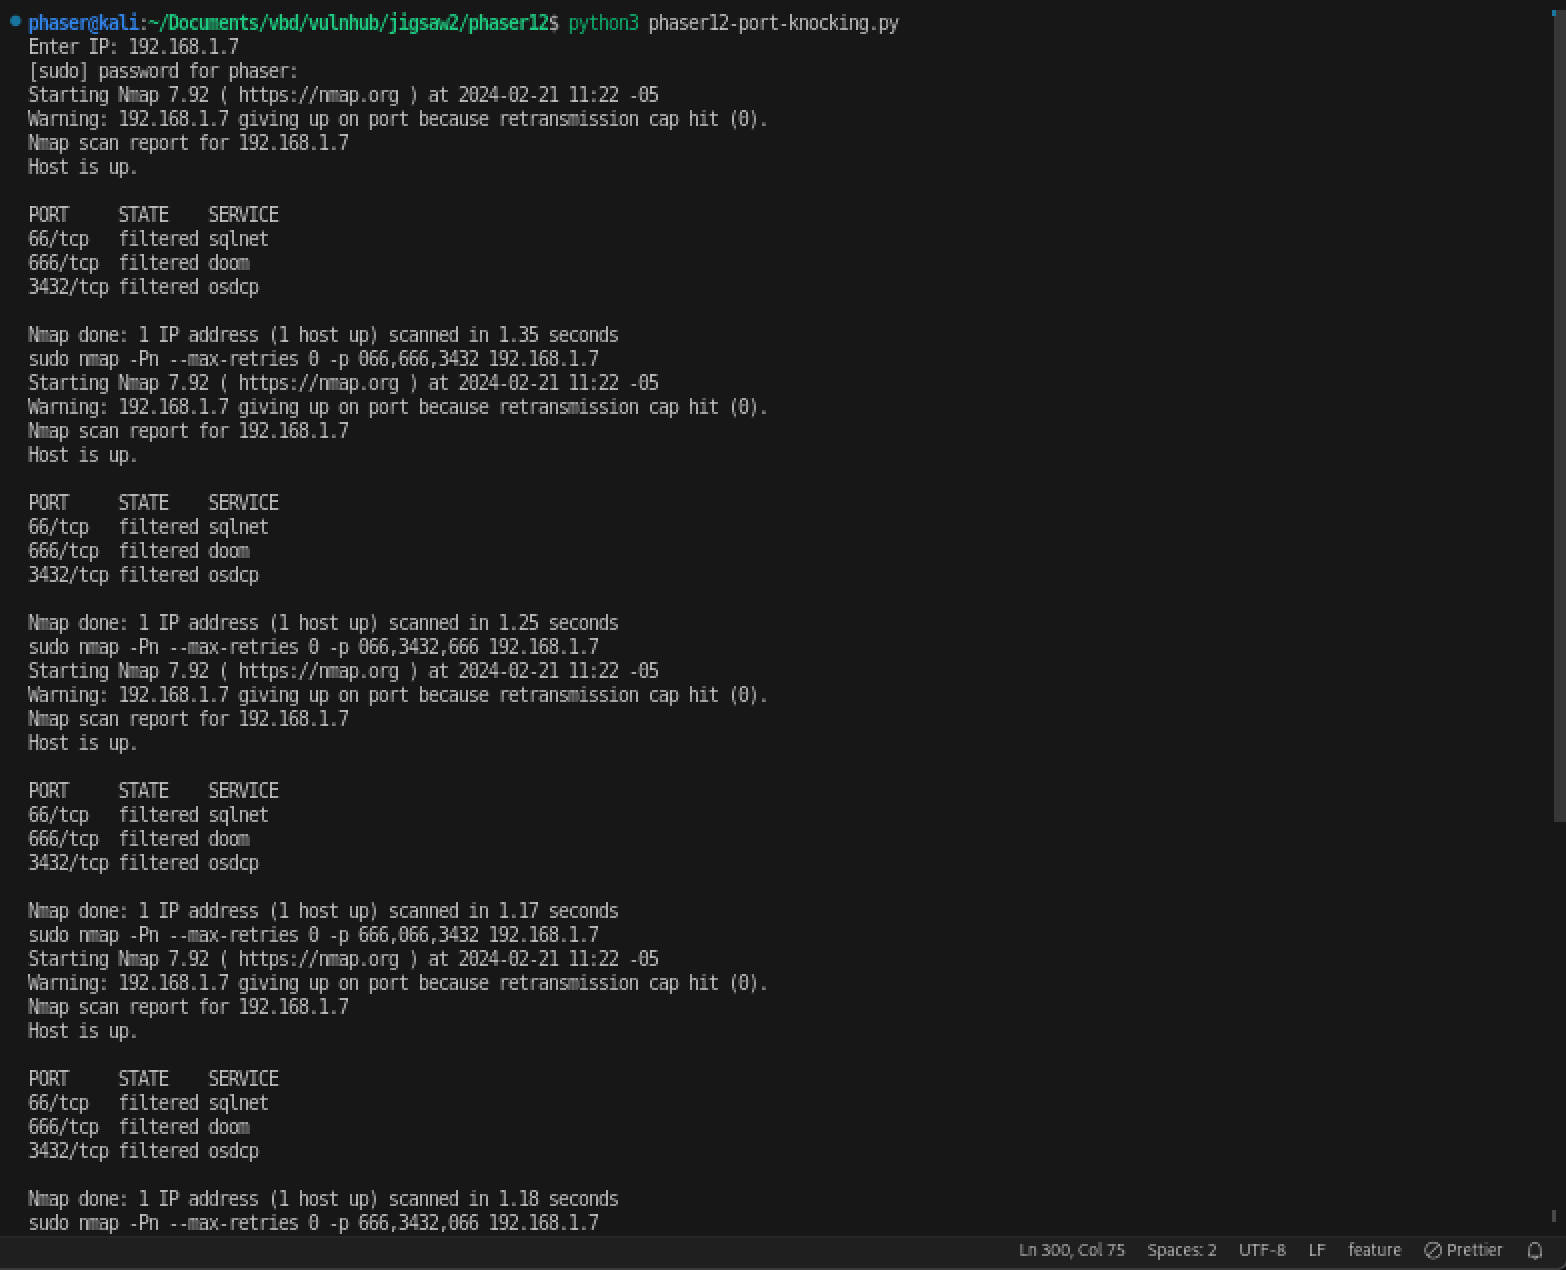 phaser@kali:~/Documents/vbd/vulnhub/jigsaw2/phaser12$ python3 phaser12-port-knocking.py
Enter IP: 192.168.1.7
[sudo] password for phaser:
Starting Nmap 7.92 ( https://nmap.org ) at 2024-02-21 11:22 -05
Warning: 192.168.1.7 giving up on port because retransmission cap hit (0).
Nmap scan report for 192.168.1.7
Host is up.

PORT     STATE    SERVICE
66/tcp   filtered sqlnet
666/tcp  filtered doom
3432/tcp filtered osdcp

Nmap done: 1 IP address (1 host up) scanned in 1.35 seconds
sudo nmap -Pn --max-retries 0 -p 066,666,3432 192.168.1.7
Starting Nmap 7.92 ( https://nmap.org ) at 2024-02-21 11:22 -05
Warning: 192.168.1.7 giving up on port because retransmission cap hit (0).
Nmap scan report for 192.168.1.7
Host is up.

PORT     STATE    SERVICE
66/tcp   filtered sqlnet
666/tcp  filtered doom
3432/tcp filtered osdcp

Nmap done: 1 IP address (1 host up) scanned in 1.25 seconds
sudo nmap -Pn --max-retries 0 -p 066,3432,666 192.168.1.7
Starting Nmap 7.92 ( https://nmap.org ) at 2024-02-21 11:22 -05
Warning: 192.168.1.7 giving up on port because retransmission cap hit (0).
Nmap scan report for 192.168.1.7
Host is up.

PORT     STATE    SERVICE
66/tcp   filtered sqlnet
666/tcp  filtered doom
3432/tcp filtered osdcp

Nmap done: 1 IP address (1 host up) scanned in 1.17 seconds
sudo nmap -Pn --max-retries 0 -p 666,066,3432 192.168.1.7
Starting Nmap 7.92 ( https://nmap.org ) at 2024-02-21 11:22 -05
Warning: 192.168.1.7 giving up on port because retransmission cap hit (0).
Nmap scan report for 192.168.1.7
Host is up.

PORT     STATE    SERVICE
66/tcp   filtered sqlnet
666/tcp  filtered doom
3432/tcp filtered osdcp

Nmap done: 1 IP address (1 host up) scanned in 1.18 seconds
sudo nmap -Pn --max-retries 0 -p 666,3432,066 192.168.1.7
Ln 300, Col 75 Spaces: 2 UTF-8 LF feature Prettier